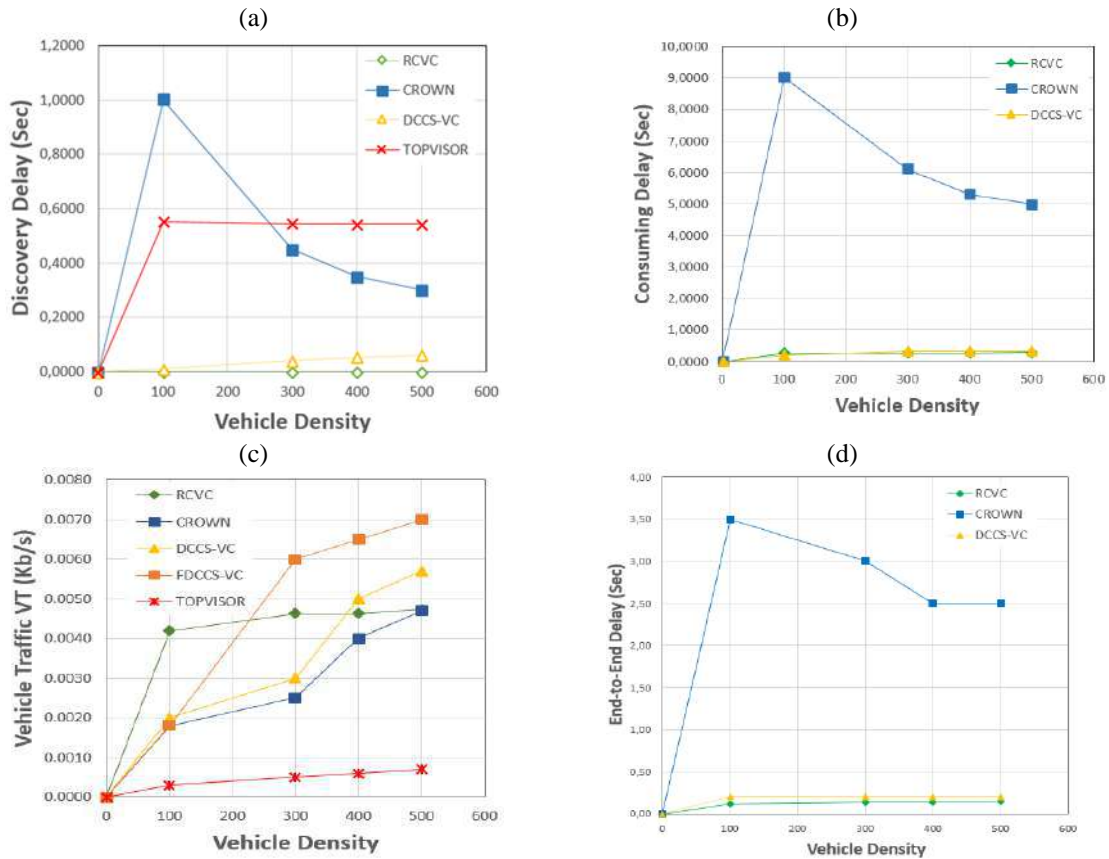 (a)
1,2000
1,0000
0,8000
0,6000
0,4000
0,2000
0,0000
0 100 200 300 400 500 600
Discovery Delay (Sec)
Vehicle Density
RCVC
CROWN
DCCS-VC
TOPVISOR
(b)
10,0000
9,0000
8,0000
7,0000
6,0000
5,0000
4,0000
3,0000
2,0000
1,0000
0,0000
0 100 200 300 400 500 600
Consuming Delay (Sec)
Vehicle Density
RCVC
CROWN
DCCS-VC
(c)
0.0080
0.0070
0.0060
0.0050
0.0040
0.0030
0.0020
0.0010
0.0000
0 100 200 300 400 500 600
Vehicle Traffic VT (Kb/s)
Vehicle Density
RCVC
CROWN
DCCS-VC
FDCCS-VC
TOPVISOR
(d)
4,00
3,50
3,00
2,50
2,00
1,50
1,00
0,50
0,00
0 100 200 300 400 500 600
End-to-End Delay (Sec)
Vehicle Density
RCVC
CROWN
DCCS-VC